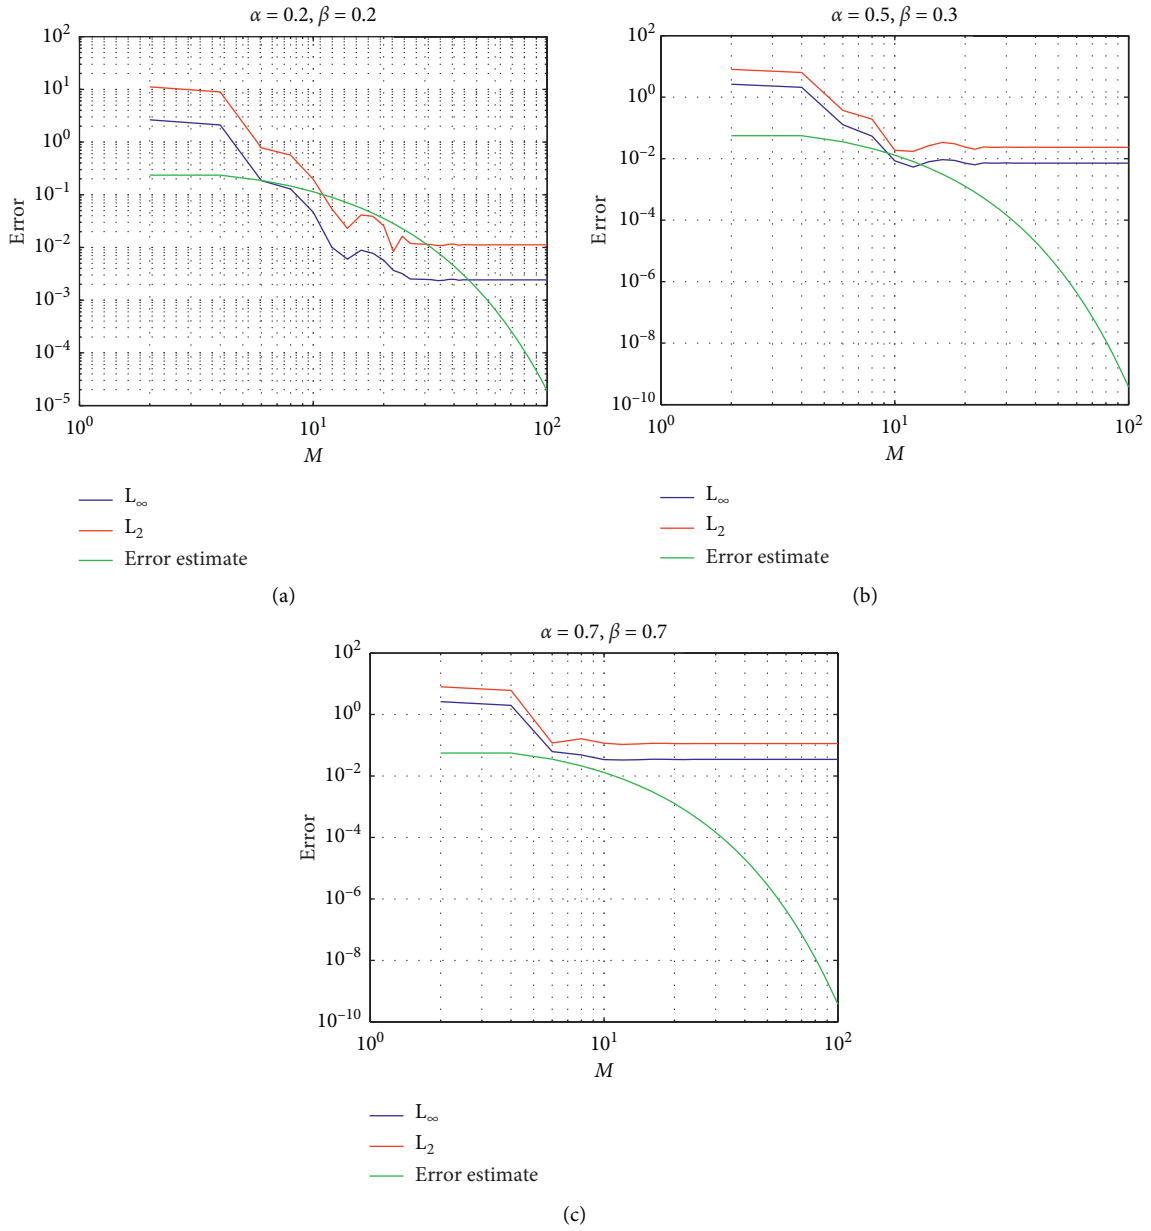 α = 0.2, β = 0.2
10²
10¹
10⁰
10⁻¹
10⁻²
10⁻³
10⁻⁴
10⁻⁵
Error
10⁰ 10¹ 10²
M
L∞
L₂
Error estimate
(a)
α = 0.5, β = 0.3
10²
10⁰
10⁻²
10⁻⁴
10⁻⁶
10⁻⁸
10⁻¹⁰
Error
10⁰ 10¹ 10²
M
L∞
L₂
Error estimate
(b)
α = 0.7, β = 0.7
10²
10⁰
10⁻²
10⁻⁴
10⁻⁶
10⁻⁸
10⁻¹⁰
Error
10⁰ 10¹ 10²
M
L∞
L₂
Error estimate
(c)